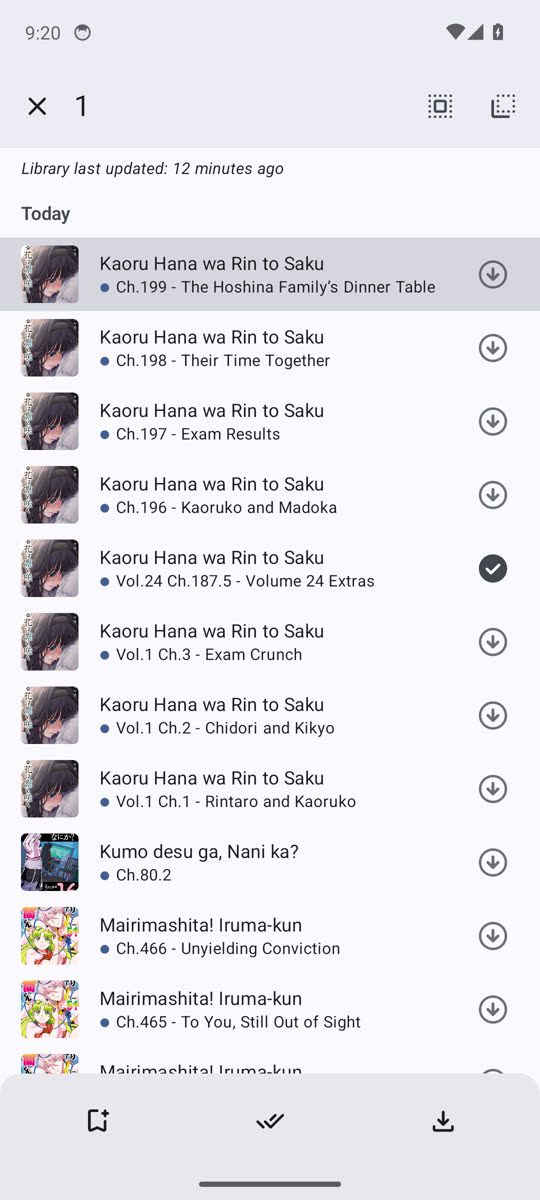 9:20
1
Library last updated: 12 minutes ago
Today
Kaoru Hana wa Rin to Saku
Ch.199 - The Hoshina Family’s Dinner Table
Kaoru Hana wa Rin to Saku
Ch.198 - Their Time Together
Kaoru Hana wa Rin to Saku
Ch.197 - Exam Results
Kaoru Hana wa Rin to Saku
Ch.196 - Kaoruko and Madoka
Kaoru Hana wa Rin to Saku
Vol.24 Ch.187.5 - Volume 24 Extras
Kaoru Hana wa Rin to Saku
Vol.1 Ch.3 - Exam Crunch
Kaoru Hana wa Rin to Saku
Vol.1 Ch.2 - Chidori and Kikyo
Kaoru Hana wa Rin to Saku
Vol.1 Ch.1 - Rintaro and Kaoruko
なにか?
Kumo desu ga, Nani ka?
Ch.80.2
Mairimashita! Iruma-kun
Ch.466 - Unyielding Conviction
Mairimashita! Iruma-kun
Ch.465 - To You, Still Out of Sight
Mairimashita! Iruma-kun